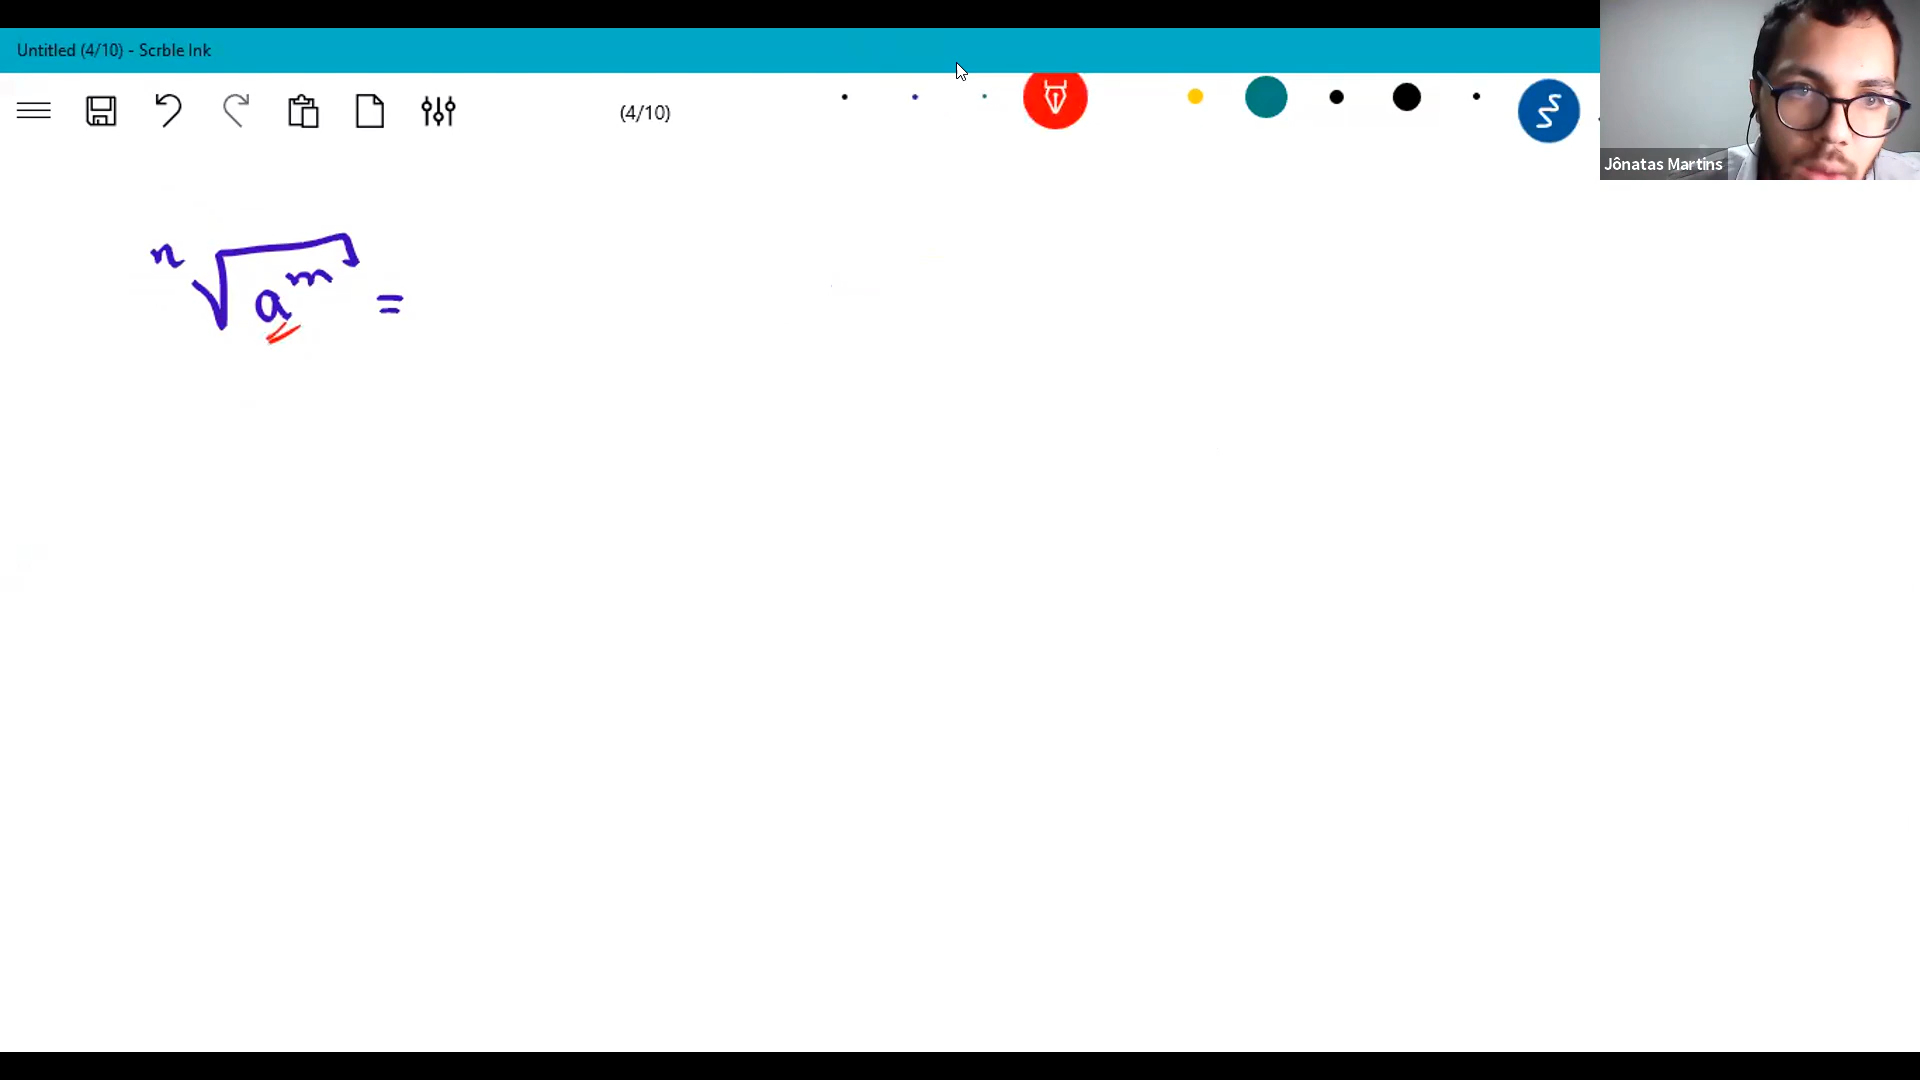 Untitled (4/10) - Scrble Ink
(4/10)
Jônatas Martins
ⁿ√(aᵐ) =